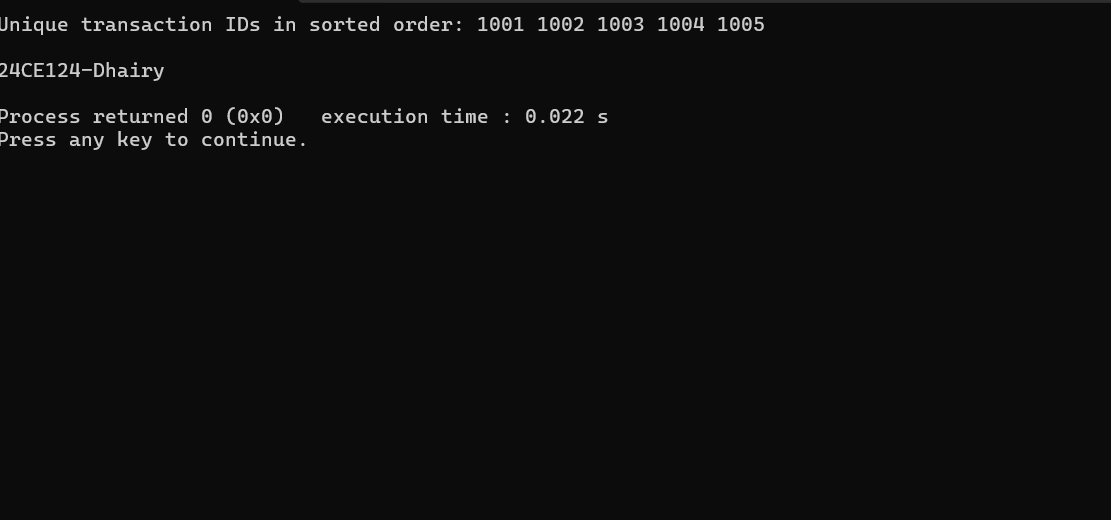 Unique transaction IDs in sorted order: 1001 1002 1003 1004 1005
24CE124-Dhairy
Process returned 0 (0x0)   execution time : 0.022 s
Press any key to continue.